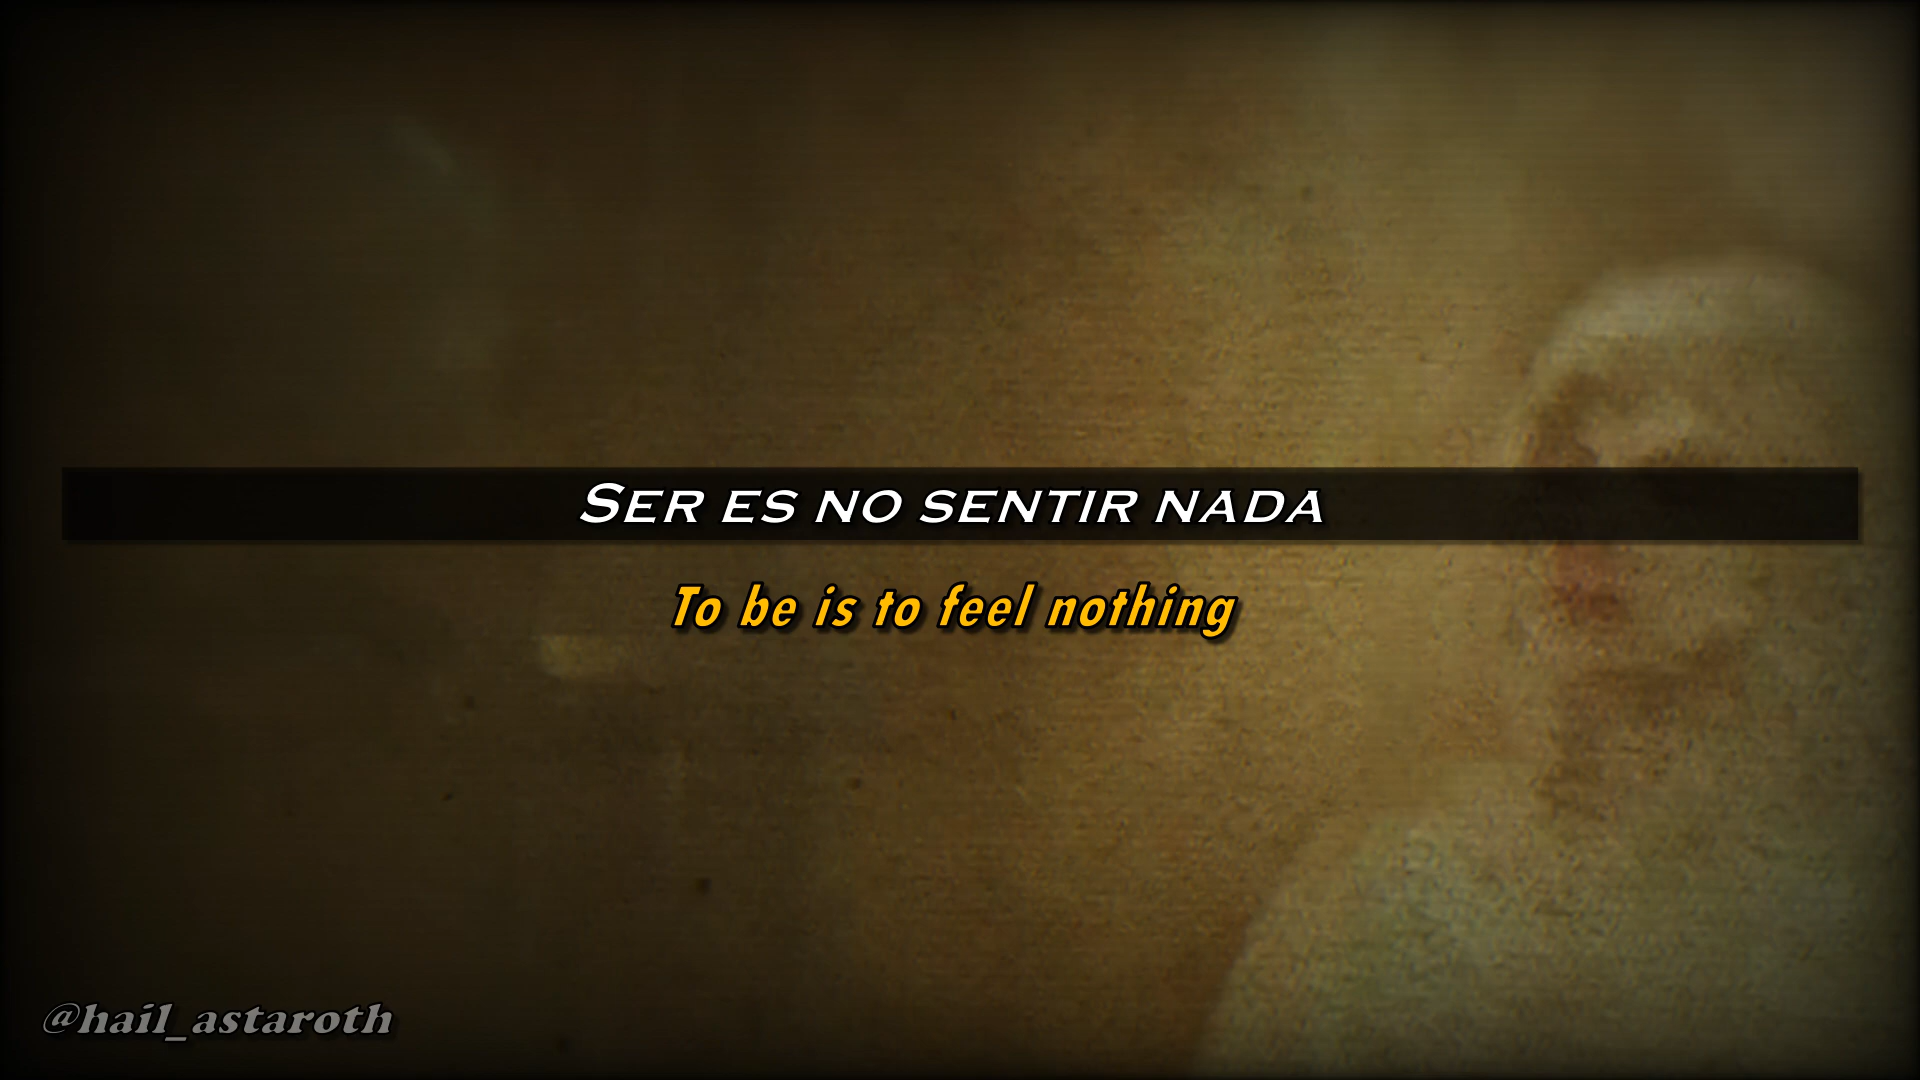 Ser es no sentir nada
To be is to feel nothing
@hail_astaroth